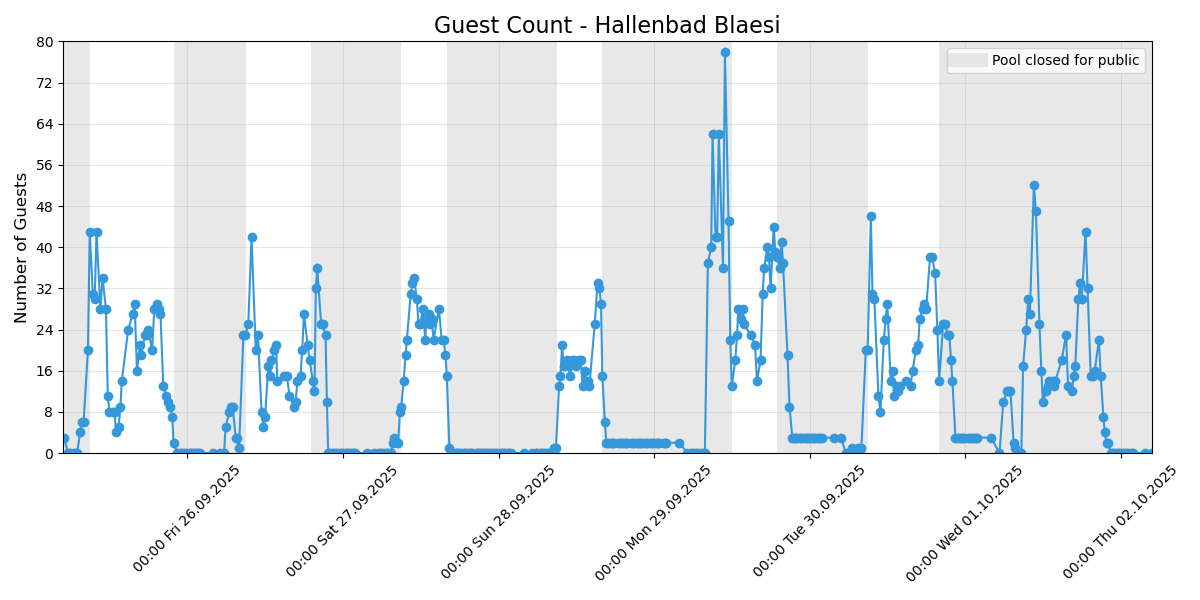 Guest Count - Hallenbad Blaesi
Number of Guests
80
72
64
56
48
40
32
24
16
8
0
Pool closed for public
00:00 Fri 26.09.2025
00:00 Sat 27.09.2025
00:00 Sun 28.09.2025
00:00 Mon 29.09.2025
00:00 Tue 30.09.2025
00:00 Wed 01.10.2025
00:00 Thu 02.10.2025